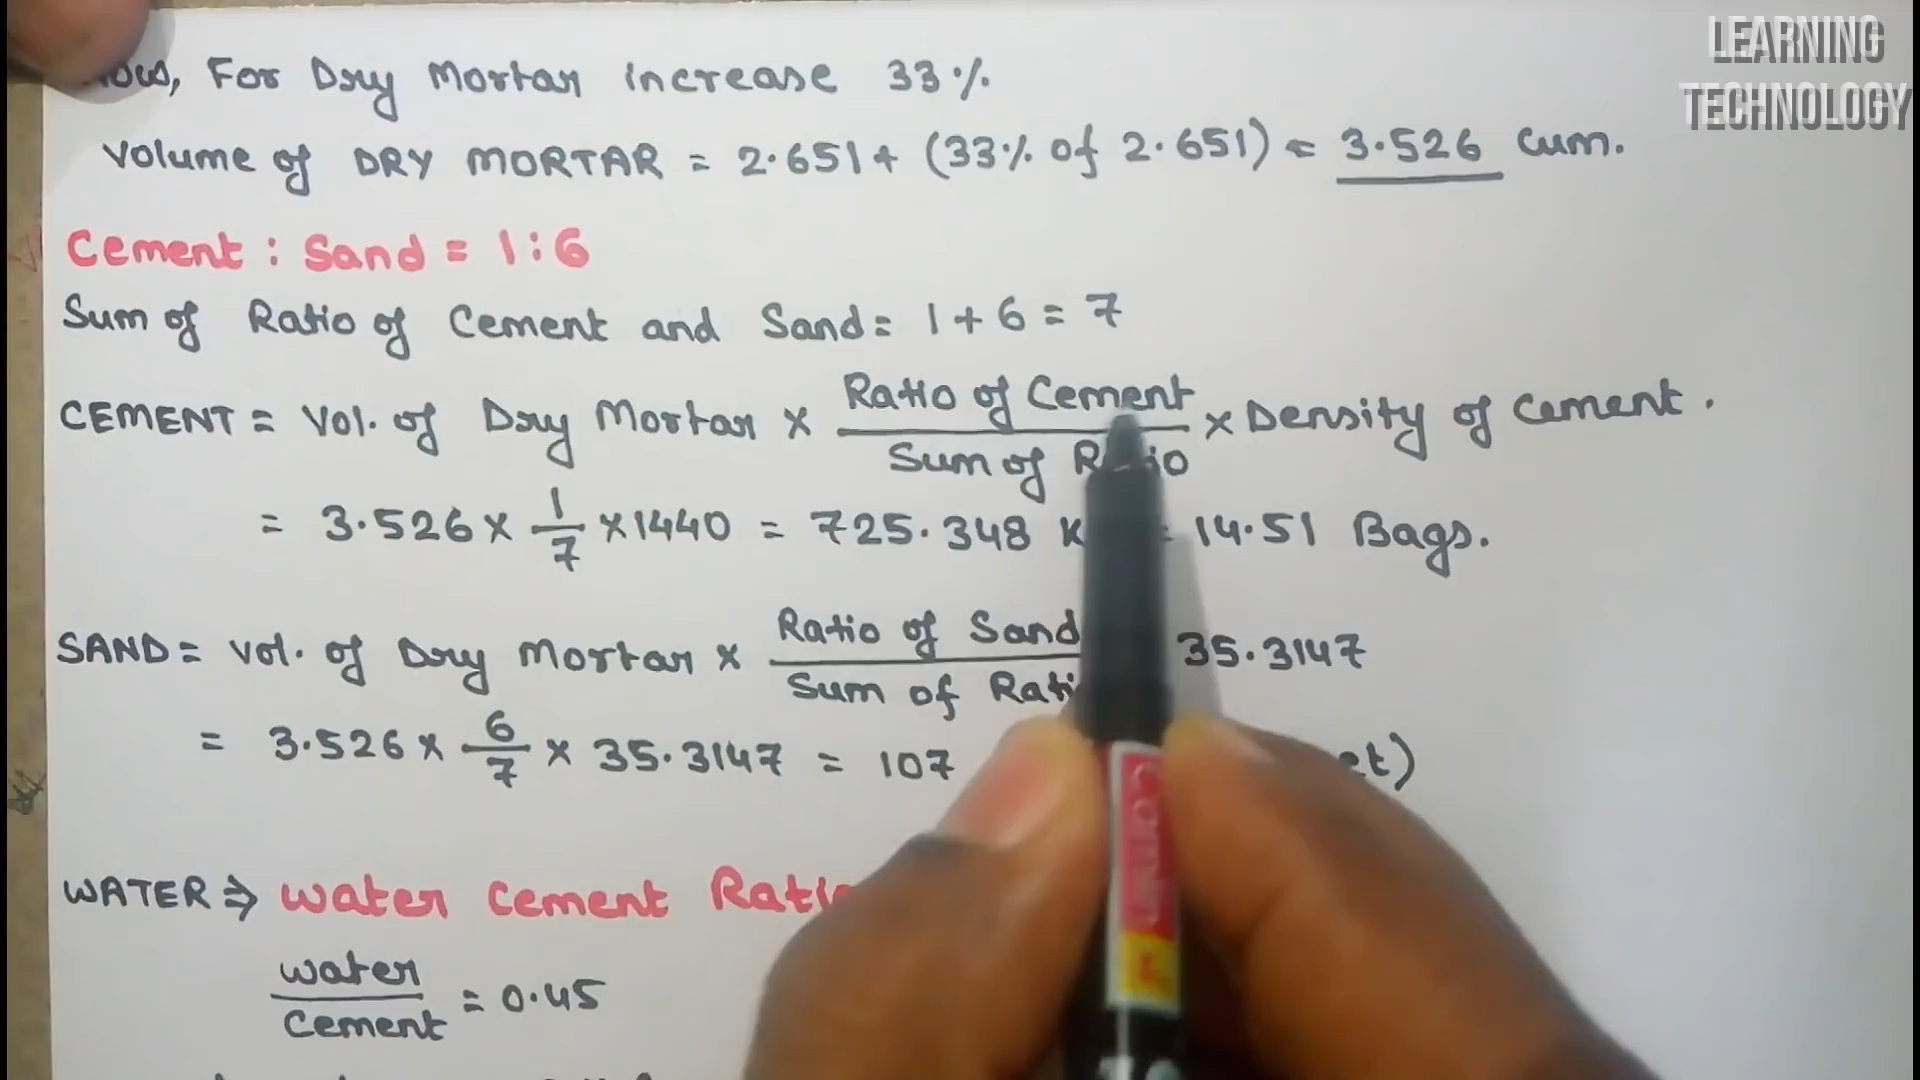 LEARNING
TECHNOLOGY
For Dry Mortar increase 33%
Volume of DRY MORTAR = 2.651 + (33% of 2.651) = 3.526 Cum.
Cement : Sand = 1:6
Sum of Ratio of Cement and Sand = 1 + 6 = 7
CEMENT = Vol. of Dry Mortar × Ratio of Cement / Sum of Ratio × Density of Cement.
= 3.526 × 1/7 × 1440 = 725.348 = 14.51 Bags.
SAND = Vol. of Dry Mortar × Ratio of Sand / Sum of 35.3147
= 3.526 × 6/7 × 35.3147 = 107
WATER ⇒ Water Cement
water / Cement = 0.45